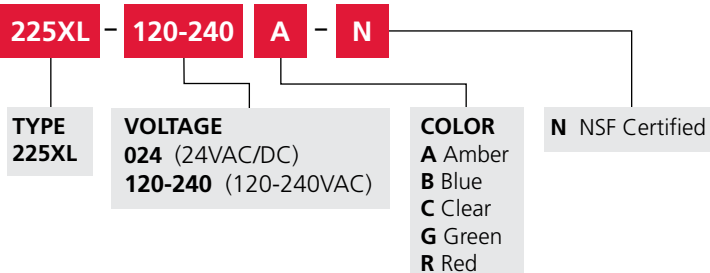 225XL - 120-240 A - N
TYPE
225XL
VOLTAGE
024 (24VAC/DC)
120-240 (120-240VAC)
COLOR
A Amber
B Blue
C Clear
G Green
R Red
N NSF Certified